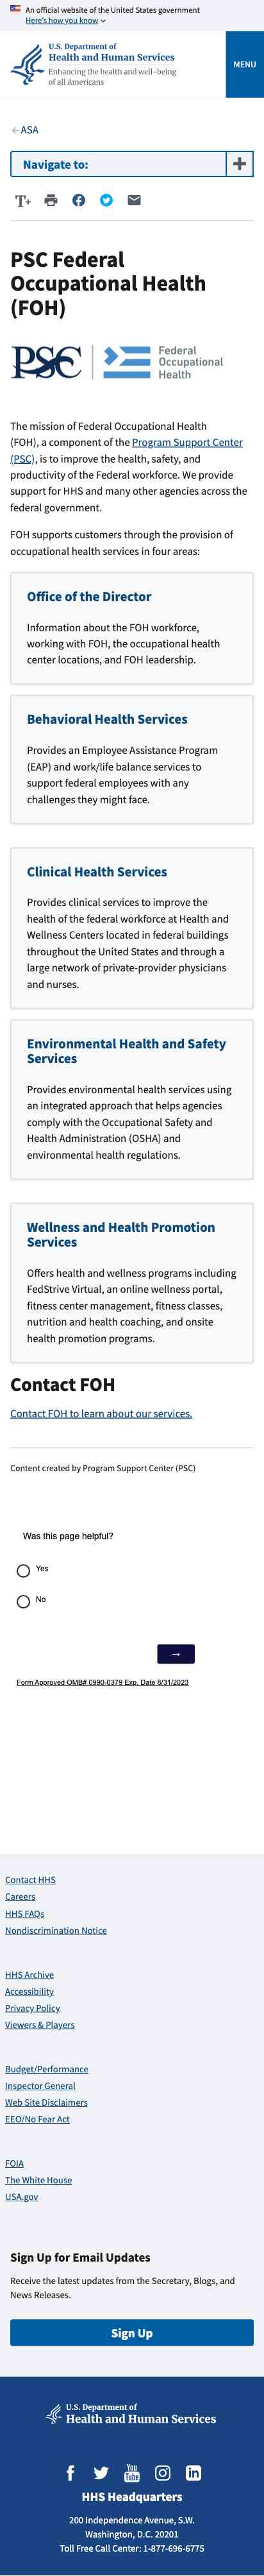 An official website of the United States government
Here's how you know
U.S. Department of
Health and Human Services
Enhancing the health and well-being
of all Americans
MENU
ASA
Navigate to:
T+
PSC Federal
Occupational Health
(FOH)
PSC
Federal
Occupational
Health
The mission of Federal Occupational Health
(FOH), a component of the Program Support Center
(PSC), is to improve the health, safety, and
productivity of the Federal workforce. We provide
support for HHS and many other agencies across the
federal government.
FOH supports customers through the provision of
occupational health services in four areas:
Office of the Director
Information about the FOH workforce,
working with FOH, the occupational health
center locations, and FOH leadership.
Behavioral Health Services
Provides an Employee Assistance Program
(EAP) and work/life balance services to
support federal employees with any
challenges they might face.
Clinical Health Services
Provides clinical services to improve the
health of the federal workforce at Health and
Wellness Centers located in federal buildings
throughout the United States and through a
large network of private-provider physicians
and nurses.
Environmental Health and Safety
Services
Provides environmental health services using
an integrated approach that helps agencies
comply with the Occupational Safety and
Health Administration (OSHA) and
environmental health regulations.
Wellness and Health Promotion
Services
Offers health and wellness programs including
FedStrive Virtual, an online wellness portal,
fitness center management, fitness classes,
nutrition and health coaching, and onsite
health promotion programs.
Contact FOH
Contact FOH to learn about our services.
Content created by Program Support Center (PSC)
Was this page helpful?
Yes
No
→
Form Approved OMB# 0990-0379 Exp. Date 8/31/2023
Contact HHS
Careers
HHS FAQs
Nondiscrimination Notice
HHS Archive
Accessibility
Privacy Policy
Viewers & Players
Budget/Performance
Inspector General
Web Site Disclaimers
EEO/No Fear Act
FOIA
The White House
USA.gov
Sign Up for Email Updates
Receive the latest updates from the Secretary, Blogs, and
News Releases.
Sign Up
U.S. Department of
Health and Human Services
You
Tube
HHS Headquarters
200 Independence Avenue, S.W.
Washington, D.C. 20201
Toll Free Call Center: 1-877-696-6775